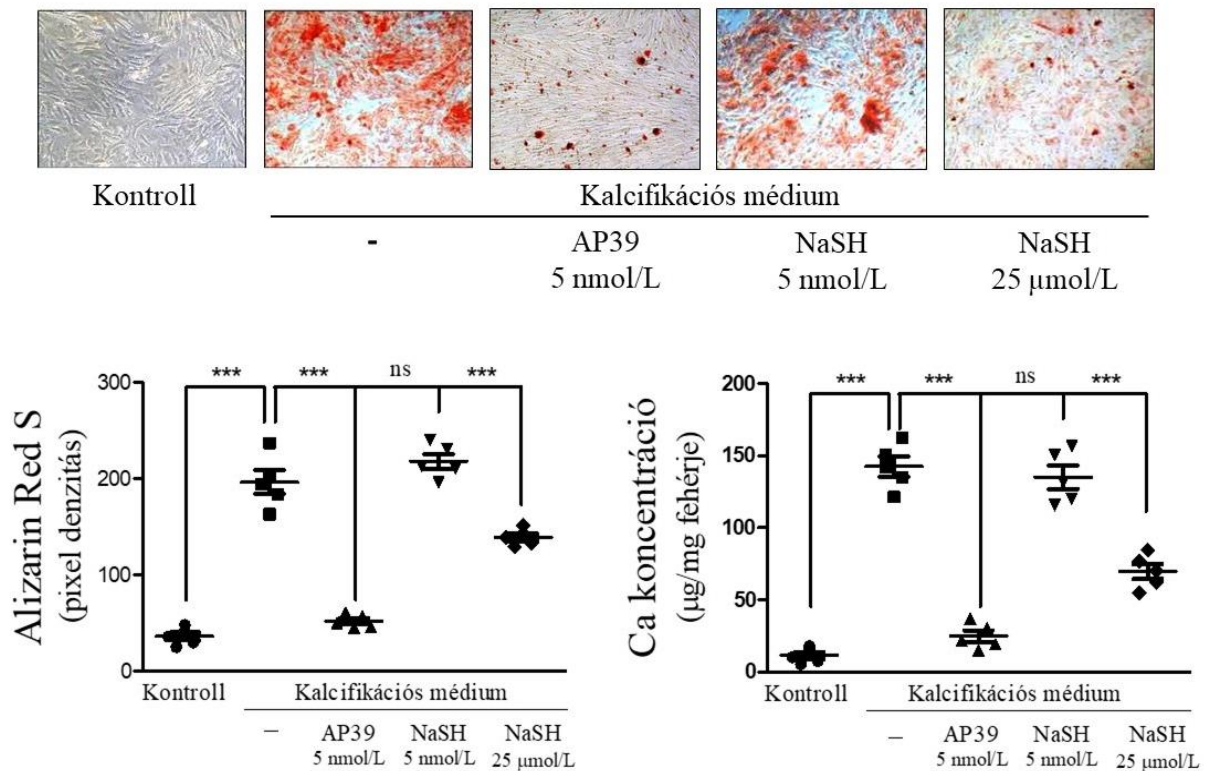 Kontroll
Kalcifikációs médium
-
AP39
5 nmol/L
NaSH
5 nmol/L
NaSH
25 µmol/L
Alizarin Red S
(pixel denzitás)
300
200
100
0
***
***
ns
***
Kontroll
Kalcifikációs médium
–
AP39
5 nmol/L
NaSH
5 nmol/L
NaSH
25 µmol/L
Ca koncentráció
(µg/mg fehérje)
200
150
100
50
0
***
***
ns
***
Kontroll
Kalcifikációs médium
–
AP39
5 nmol/L
NaSH
5 nmol/L
NaSH
25 µmol/L